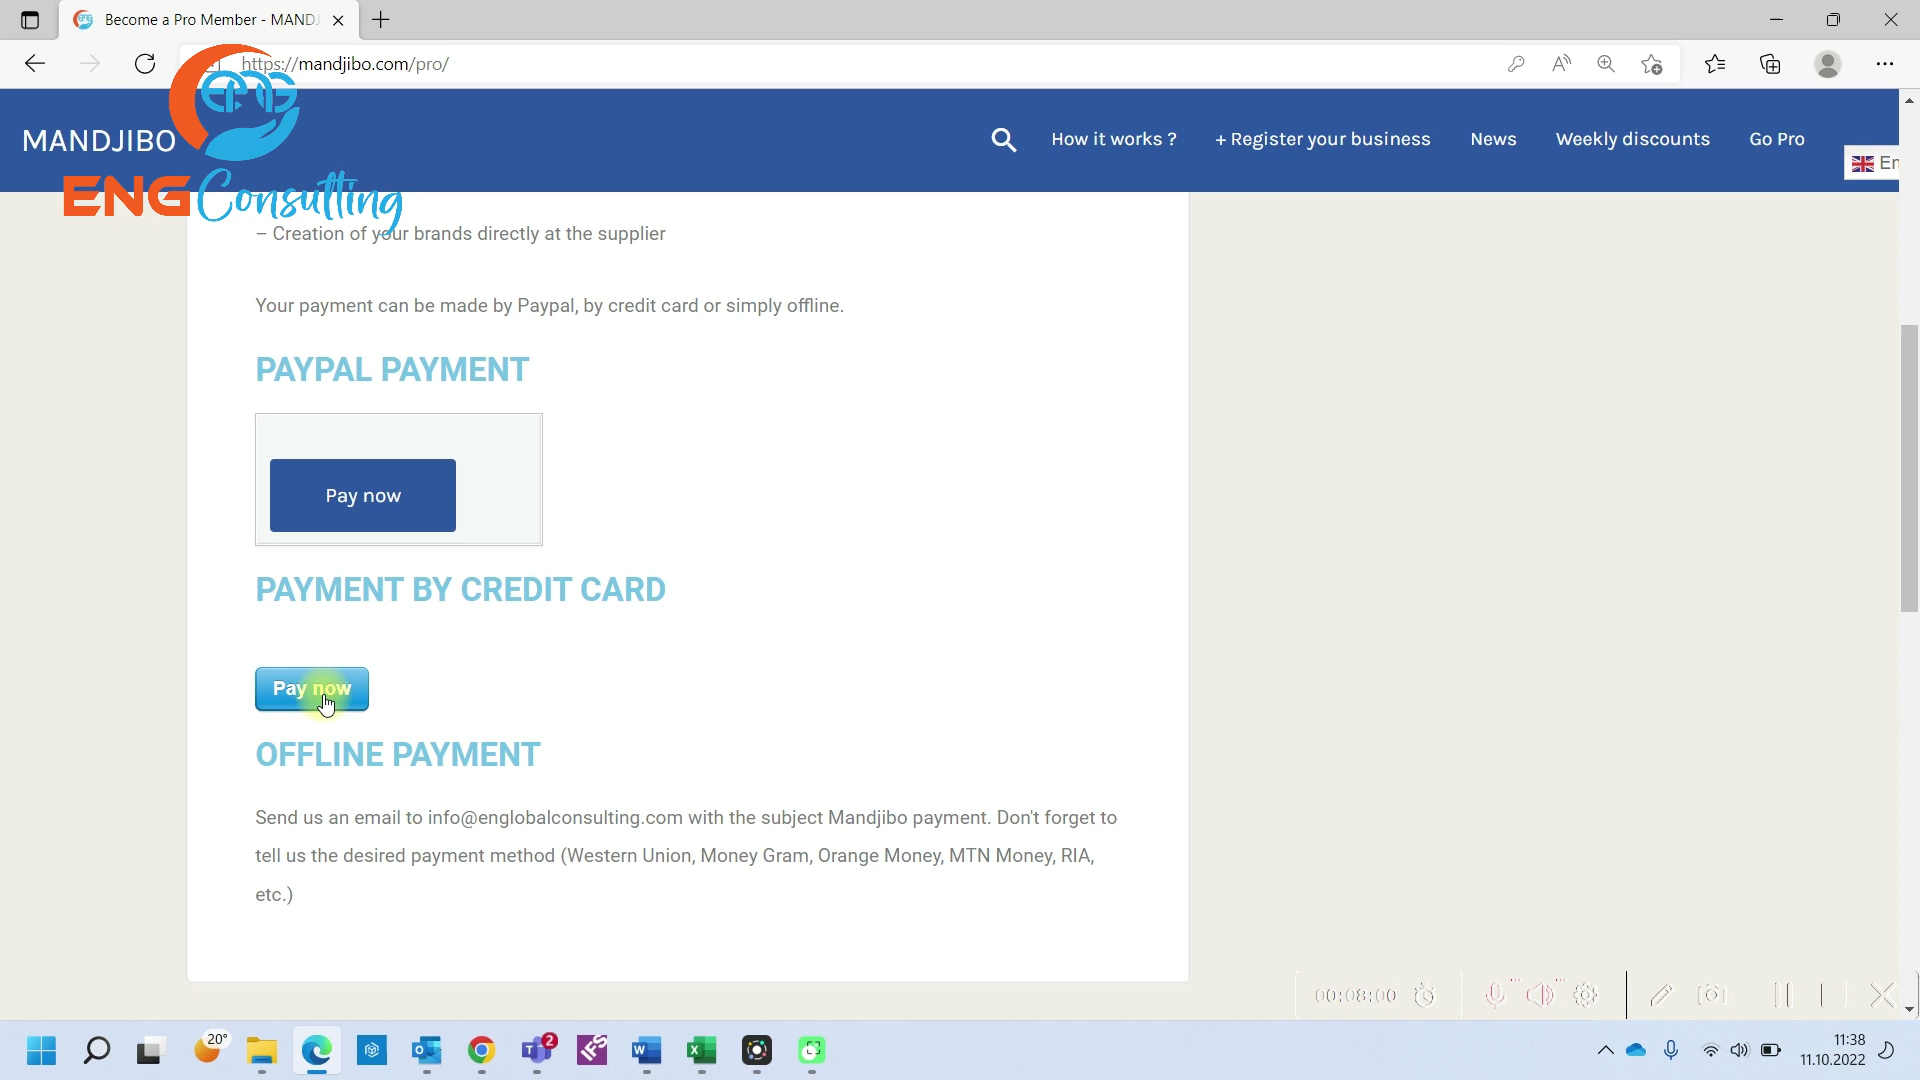 Become a Pro Member - MANDJ
https://mandjibo.com/pro/
MANDJIBO
How it works ?
+ Register your business
News
Weekly discounts
Go Pro
En
ENG Consulting
– Creation of your brands directly at the supplier
Your payment can be made by Paypal, by credit card or simply offline.
PAYPAL PAYMENT
Pay now
PAYMENT BY CREDIT CARD
Pay now
OFFLINE PAYMENT
Send us an email to info@englobalconsulting.com with the subject Mandjibo payment. Don't forget to
tell us the desired payment method (Western Union, Money Gram, Orange Money, MTN Money, RIA,
etc.)
00:08:00
20°
2
IFS
11:38
11.10.2022